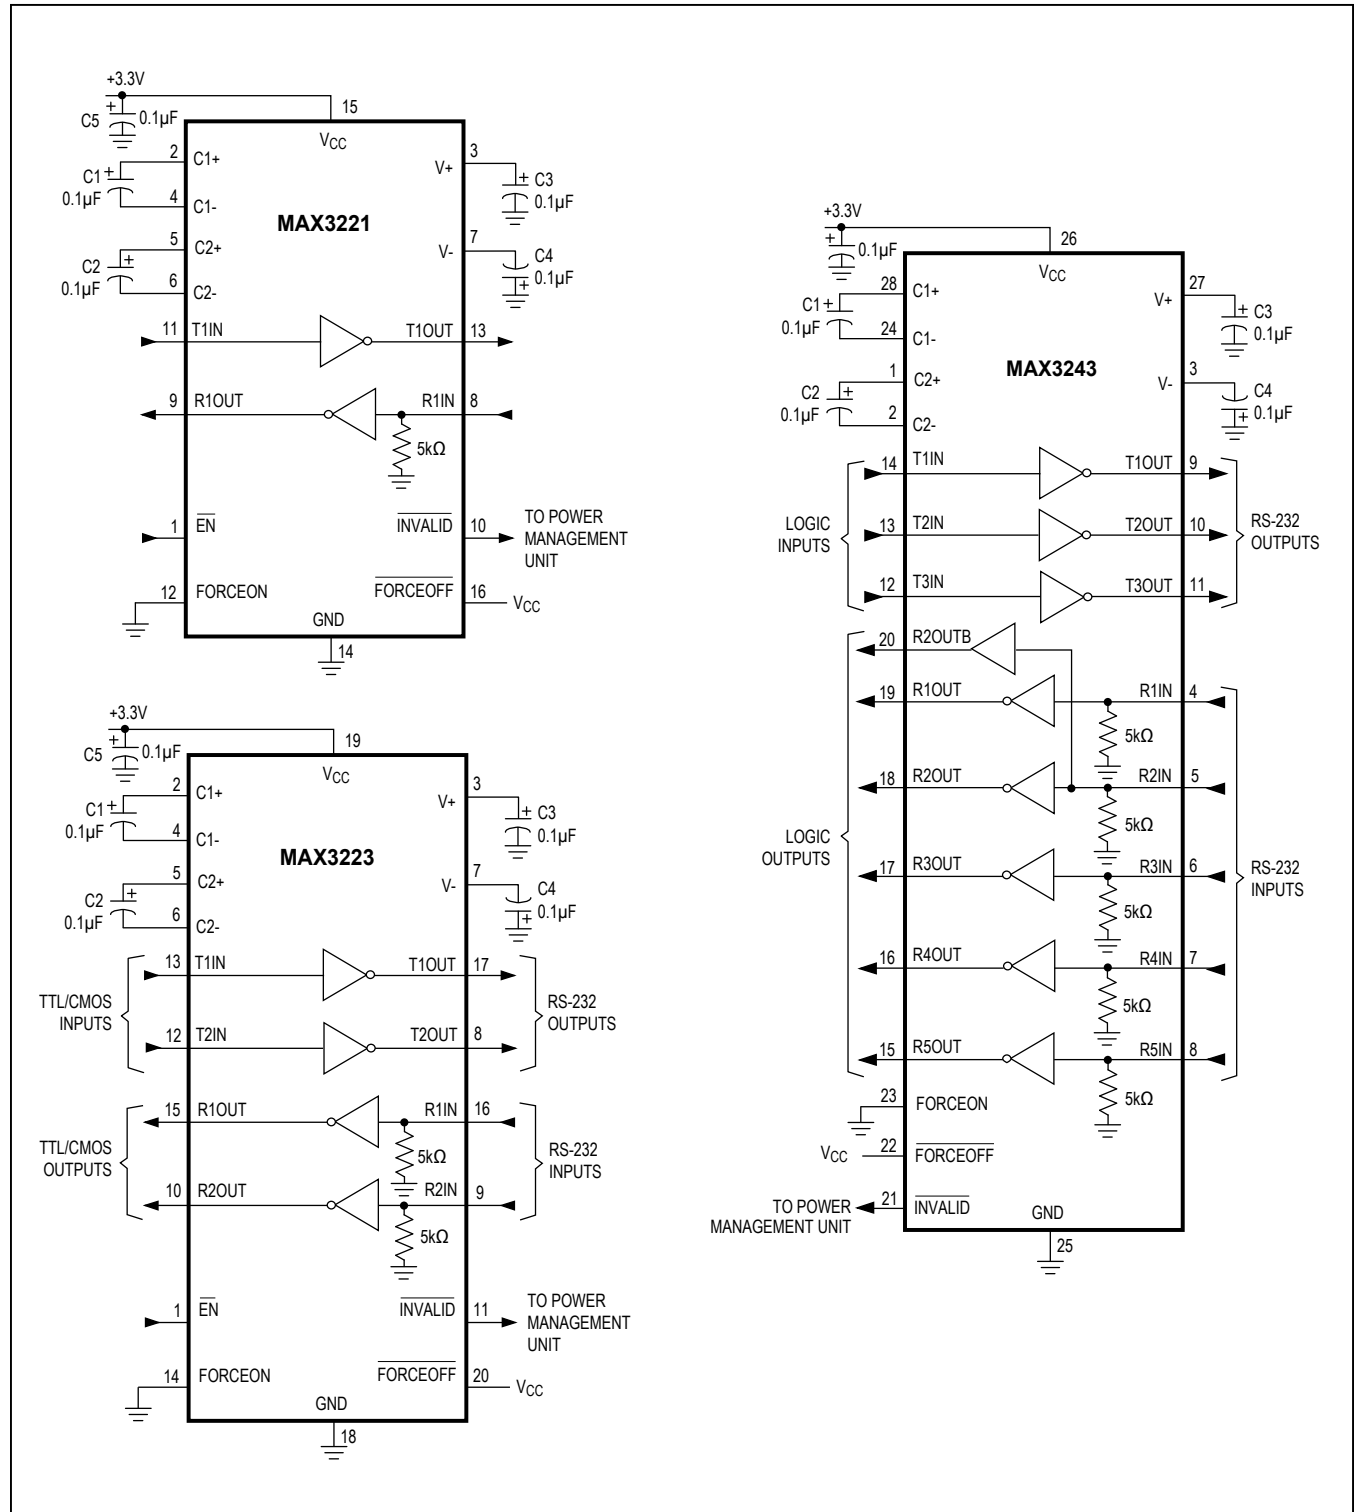 +3.3V
C5
+
0.1µF
15
VCC
2
C1+
C1
+
0.1µF
4
C1-
5
C2+
C2
+
0.1µF
6
C2-
3
V+
+
C3
0.1µF
7
V-
C4
0.1µF
+
MAX3221
11
T1IN
T1OUT
13
9
R1OUT
R1IN
8
5kΩ
1
EN
INVALID
10
TO POWER
MANAGEMENT
UNIT
12
FORCEON
FORCEOFF
16
VCC
GND
14
+3.3V
C5
+
0.1µF
19
VCC
2
C1+
C1
+
0.1µF
4
C1-
5
C2+
C2
+
0.1µF
6
C2-
3
V+
+
C3
0.1µF
7
V-
C4
0.1µF
+
MAX3223
TTL/CMOS
INPUTS
13
T1IN
T1OUT
17
12
T2IN
T2OUT
8
RS-232
OUTPUTS
TTL/CMOS
OUTPUTS
15
R1OUT
R1IN
16
5kΩ
10
R2OUT
R2IN
9
5kΩ
RS-232
INPUTS
1
EN
INVALID
11
TO POWER
MANAGEMENT
UNIT
14
FORCEON
FORCEOFF
20
VCC
GND
18
+3.3V
+
0.1µF
26
VCC
28
C1+
C1
+
0.1µF
24
C1-
1
C2+
C2
+
0.1µF
2
C2-
27
V+
+
C3
0.1µF
3
V-
C4
0.1µF
+
MAX3243
LOGIC
INPUTS
14
T1IN
T1OUT
9
13
T2IN
T2OUT
10
12
T3IN
T3OUT
11
RS-232
OUTPUTS
LOGIC
OUTPUTS
20
R2OUTB
19
R1OUT
R1IN
4
5kΩ
18
R2OUT
R2IN
5
5kΩ
17
R3OUT
R3IN
6
5kΩ
16
R4OUT
R4IN
7
5kΩ
15
R5OUT
R5IN
8
5kΩ
RS-232
INPUTS
23
FORCEON
VCC
22
FORCEOFF
TO POWER
MANAGEMENT UNIT
21
INVALID
GND
25